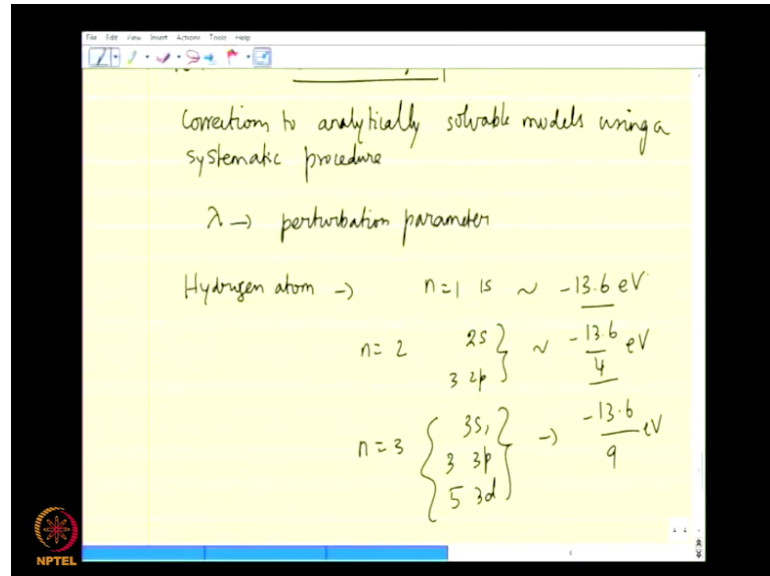 File Edit View Insert Actions Tools Help
Corrections to analytically solvable models using a
systematic procedure
λ → perturbation parameter
Hydrogen atom → n=1 1s ~ -13.6 eV
n=2 2s } ~ -13.6/4 eV
3 2p
n=3 { 3s, } → -13.6/9 eV
3 3p
5 3d
NPTEL